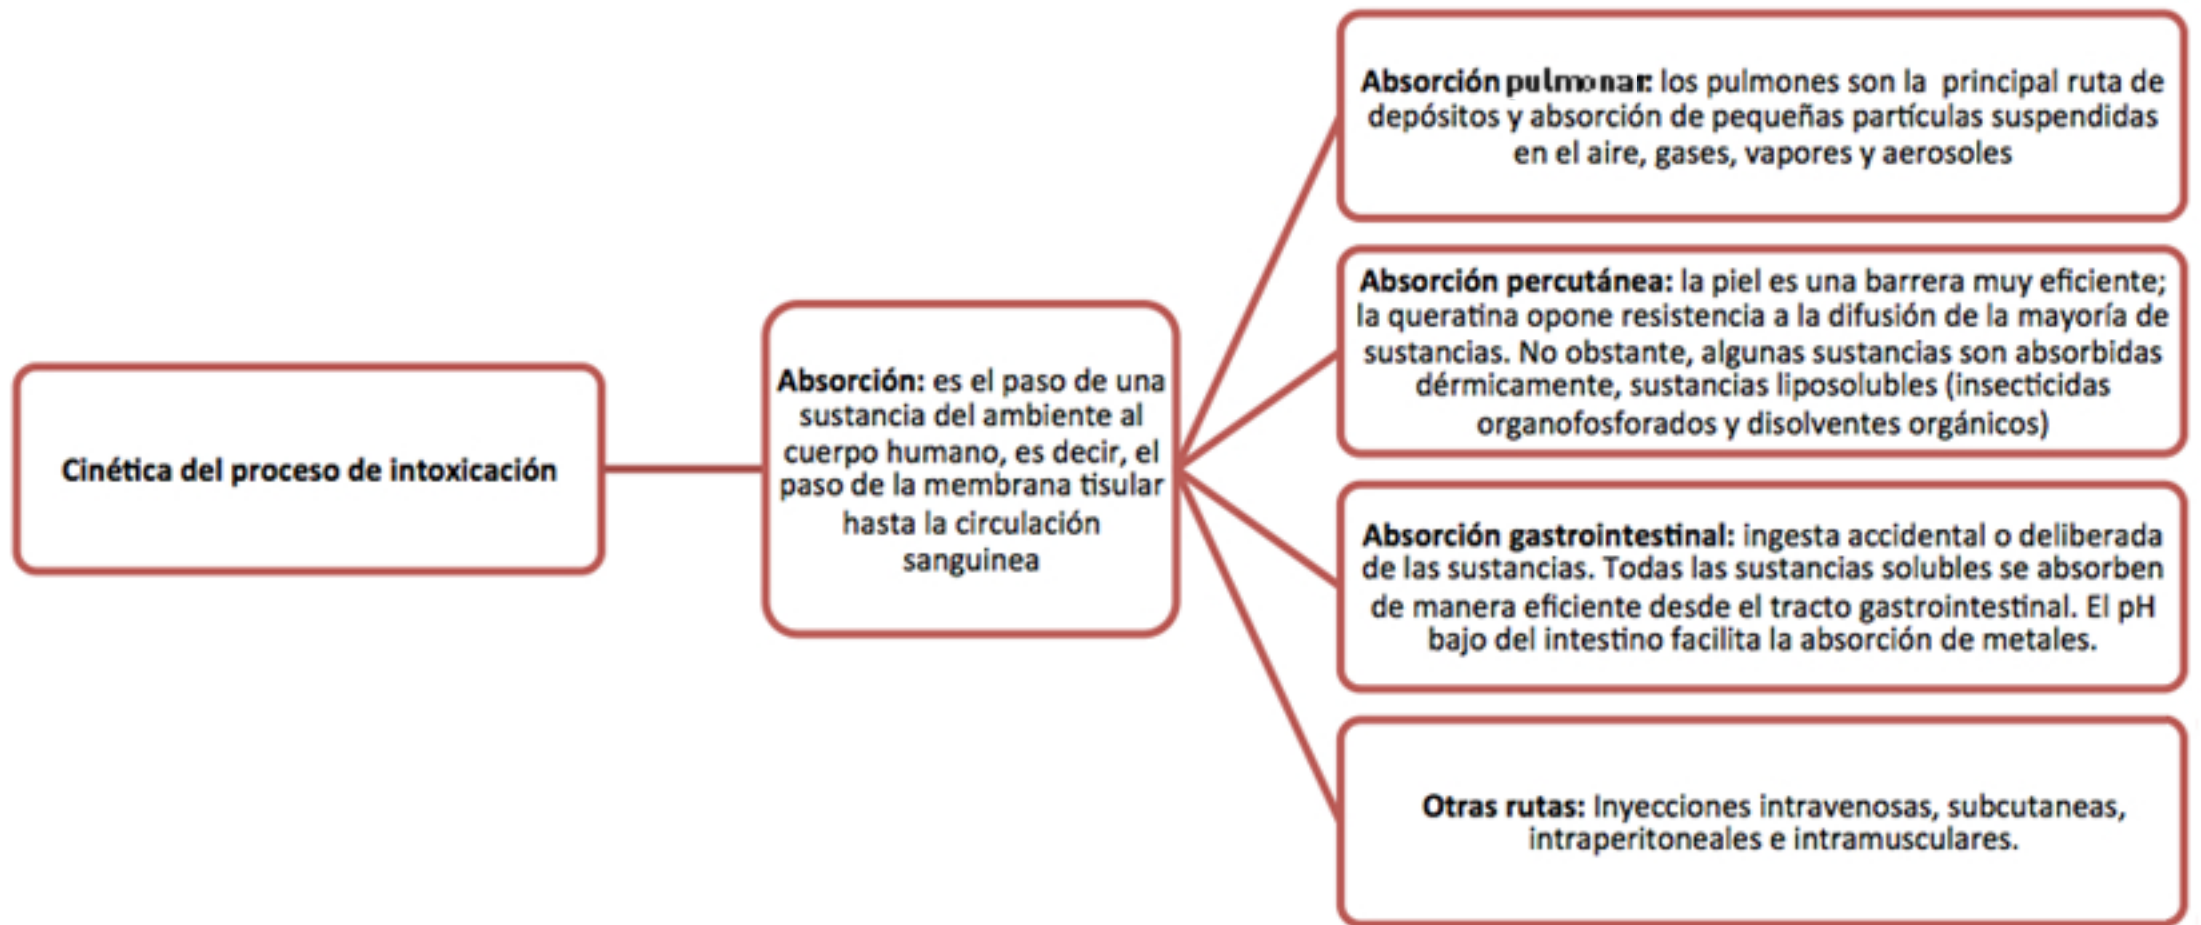 Cinética del proceso de intoxicación
Absorción: es el paso de una
sustancia del ambiente al
cuerpo humano, es decir, el
paso de la membrana tisular
hasta la circulación
sanguinea
Absorción pulmonar: los pulmones son la principal ruta de
depósitos y absorción de pequeñas partículas suspendidas
en el aire, gases, vapores y aerosoles
Absorción percutánea: la piel es una barrera muy eficiente;
la queratina opone resistencia a la difusión de la mayoría de
sustancias. No obstante, algunas sustancias son absorbidas
dérmicamente, sustancias liposolubles (insecticidas
organofosforados y disolventes orgánicos)
Absorción gastrointestinal: ingesta accidental o deliberada
de las sustancias. Todas las sustancias solubles se absorben
de manera eficiente desde el tracto gastrointestinal. El pH
bajo del intestino facilita la absorción de metales.
Otras rutas: Inyecciones intravenosas, subcutaneas,
intraperitoneales e intramusculares.